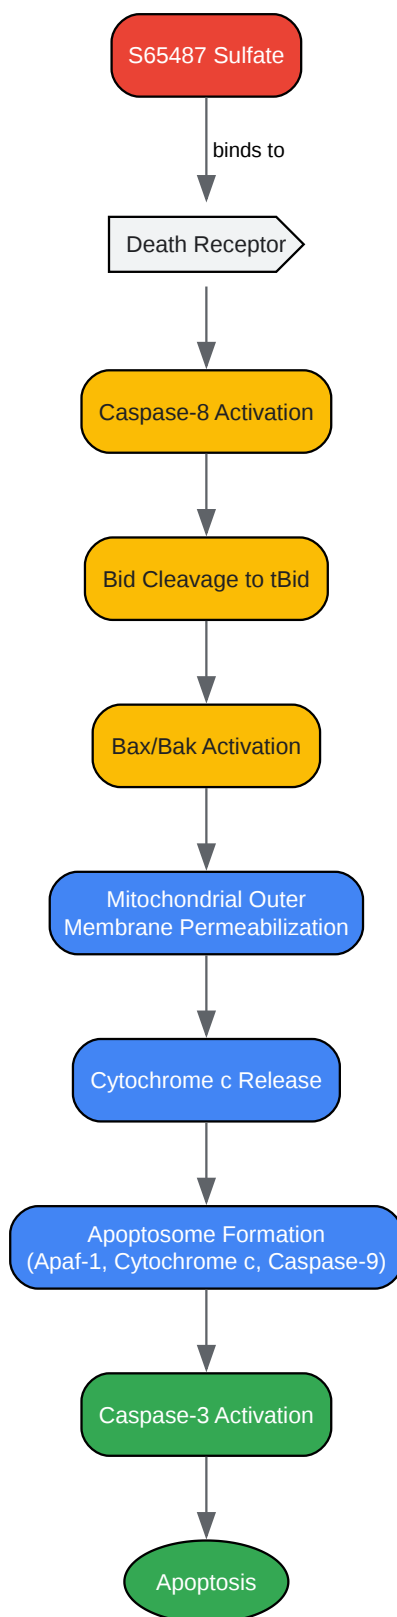 S65487 Sulfate
binds to
Death Receptor
Caspase-8 Activation
Bid Cleavage to tBid
Bax/Bak Activation
Mitochondrial Outer
Membrane Permeabilization
Cytochrome c Release
Apoptosome Formation
(Apaf-1, Cytochrome c, Caspase-9)
Caspase-3 Activation
Apoptosis